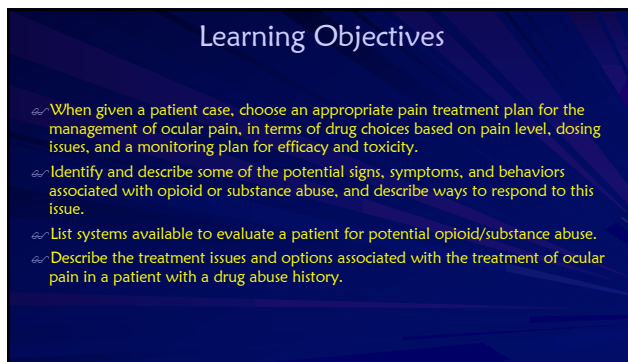 Learning Objectives
When given a patient case, choose an appropriate pain treatment plan for the
management of ocular pain, in terms of drug choices based on pain level, dosing
issues, and a monitoring plan for efficacy and toxicity.
Identify and describe some of the potential signs, symptoms, and behaviors
associated with opioid or substance abuse, and describe ways to respond to this
issue.
List systems available to evaluate a patient for potential opioid/substance abuse.
Describe the treatment issues and options associated with the treatment of ocular
pain in a patient with a drug abuse history.